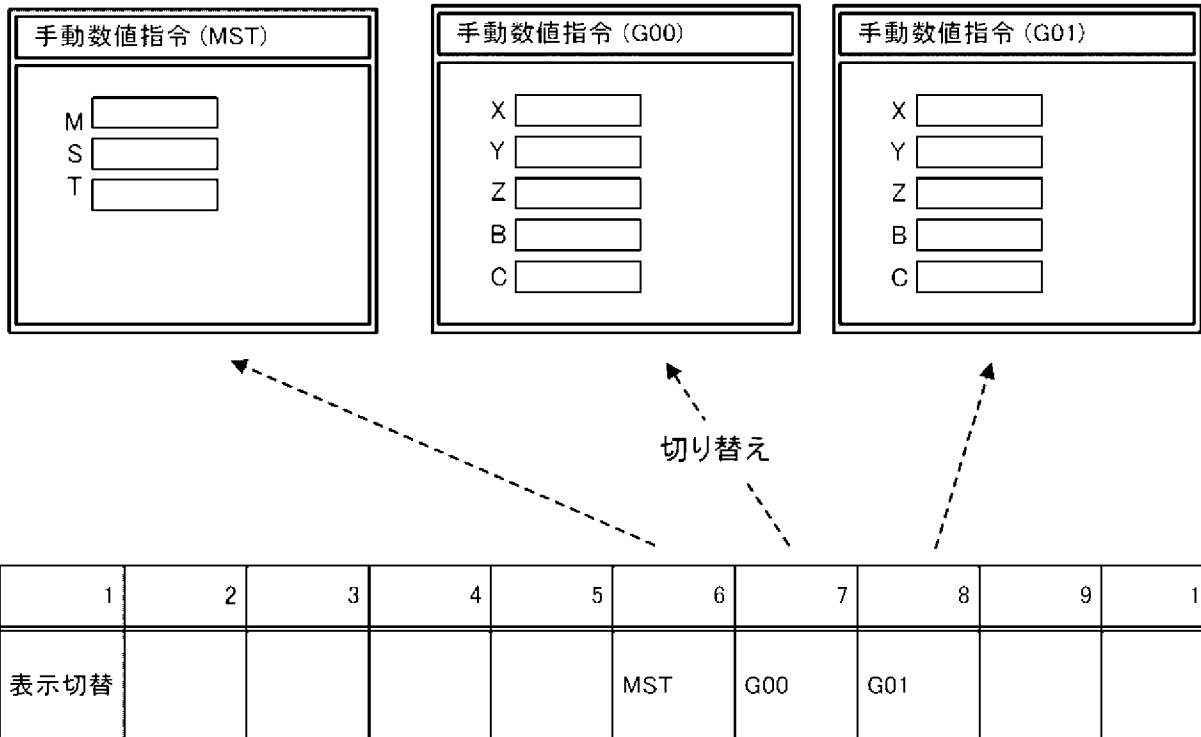 手動数値指令 (MST)
M
S
T
手動数値指令 (G00)
X
Y
Z
B
C
手動数値指令 (G01)
X
Y
Z
B
C
切り替え
1 2 3 4 5 6 7 8 9 1
表示切替 MST G00 G01